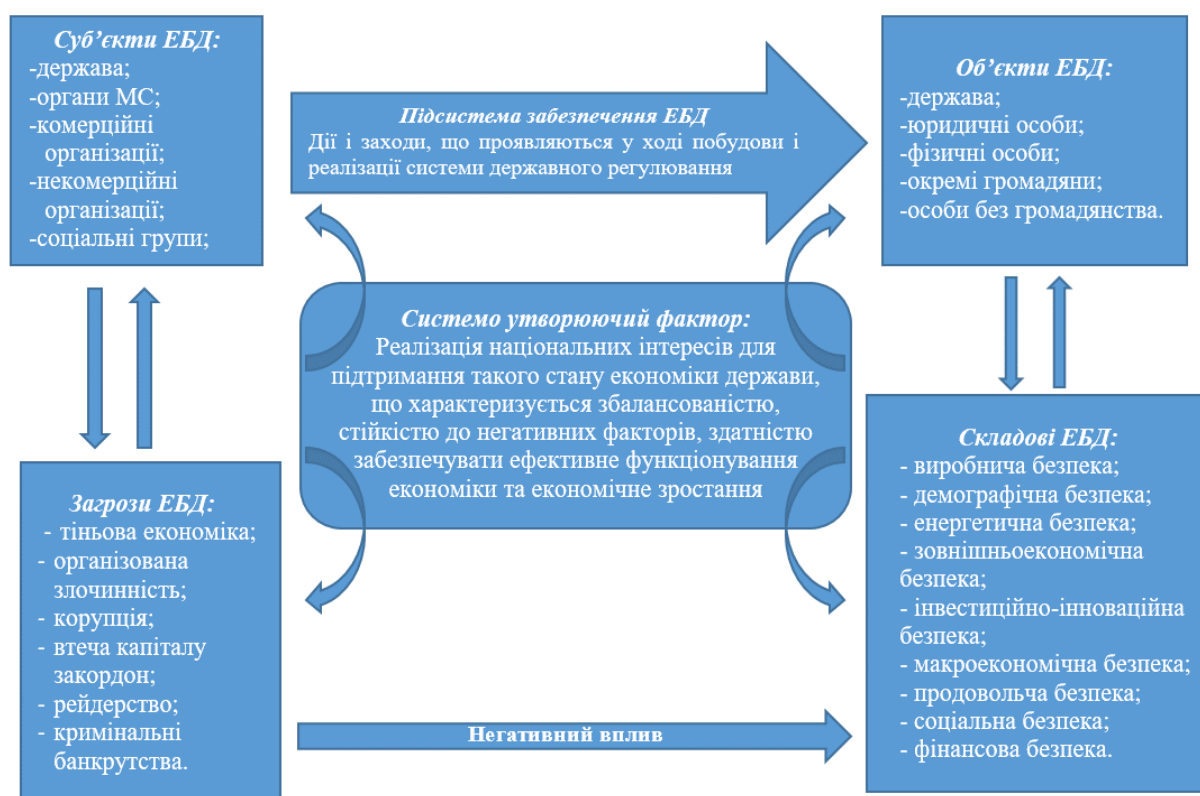 Суб’єкти ЕБД:
-держава;
-органи МС;
-комерційні
організації;
-некомерційні
організації;
-соціальні групи;
Підсистема забезпечення ЕБД
Дії і заходи, що проявляються у ході побудови і
реалізації системи державного регулювання
Об’єкти ЕБД:
-держава;
-юридичні особи;
-фізичні особи;
-окремі громадяни;
-особи без громадянства.
Системо утворюючий фактор:
Реалізація національних інтересів для
підтримання такого стану економіки держави,
що характеризується збалансованістю,
стійкістю до негативних факторів, здатністю
забезпечувати ефективне функціонування
економіки та економічне зростання
Загрози ЕБД:
- тіньова економіка;
- організована
злочинність;
- корупція;
- втеча капіталу
закордон;
- рейдерство;
- кримінальні
банкрутства.
Негативний вплив
Складові ЕБД:
- виробнича безпека;
- демографічна безпека;
- енергетична безпека;
- зовнішньоекономічна
безпека;
- інвестиційно-інноваційна
безпека;
- макроекономічна безпека;
- продовольча безпека;
- соціальна безпека;
- фінансова безпека.